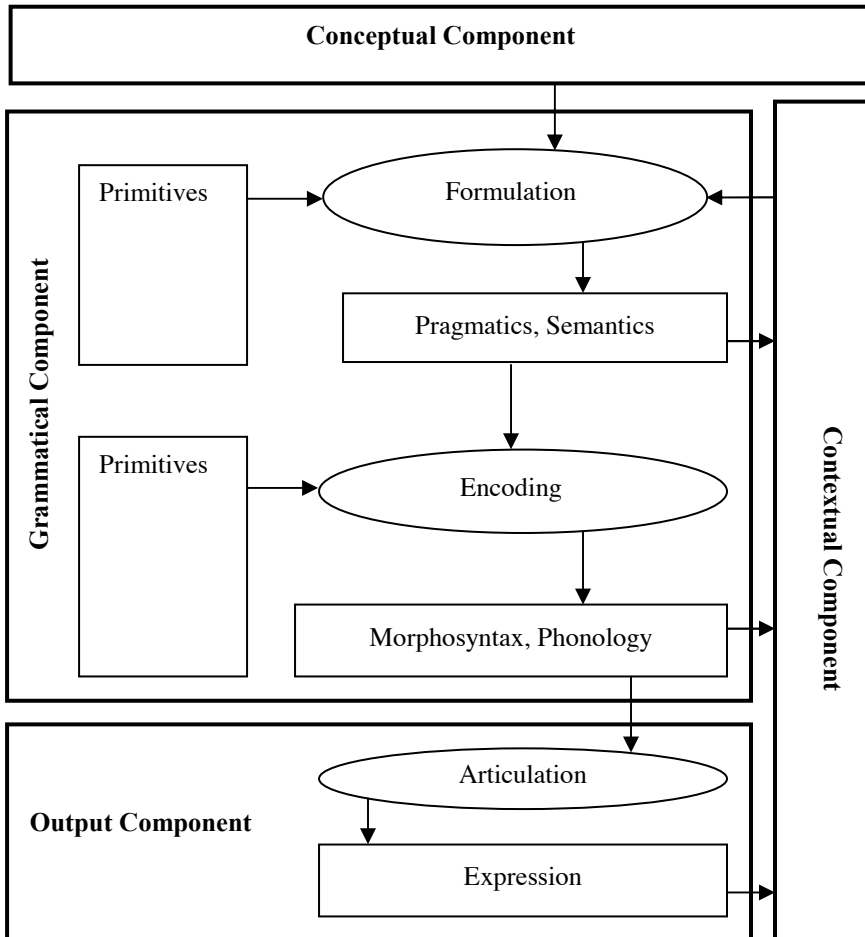 Conceptual Component
Primitives
Formulation
Pragmatics, Semantics
Grammatical Component
Primitives
Encoding
Morphosyntax, Phonology
Contextual Component
Articulation
Output Component
Expression